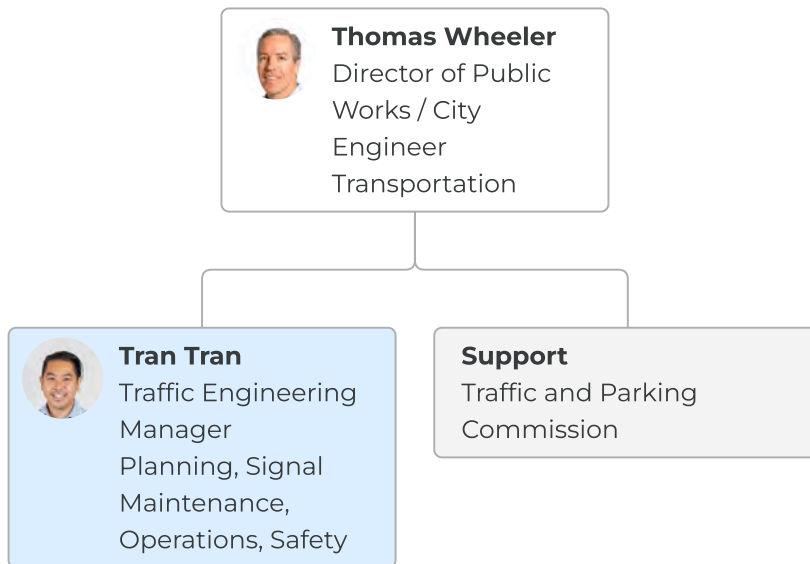 Thomas Wheeler
Director of Public
Works / City
Engineer
Transportation
Tran Tran
Traffic Engineering
Manager
Planning, Signal
Maintenance,
Operations, Safety
Support
Traffic and Parking
Commission